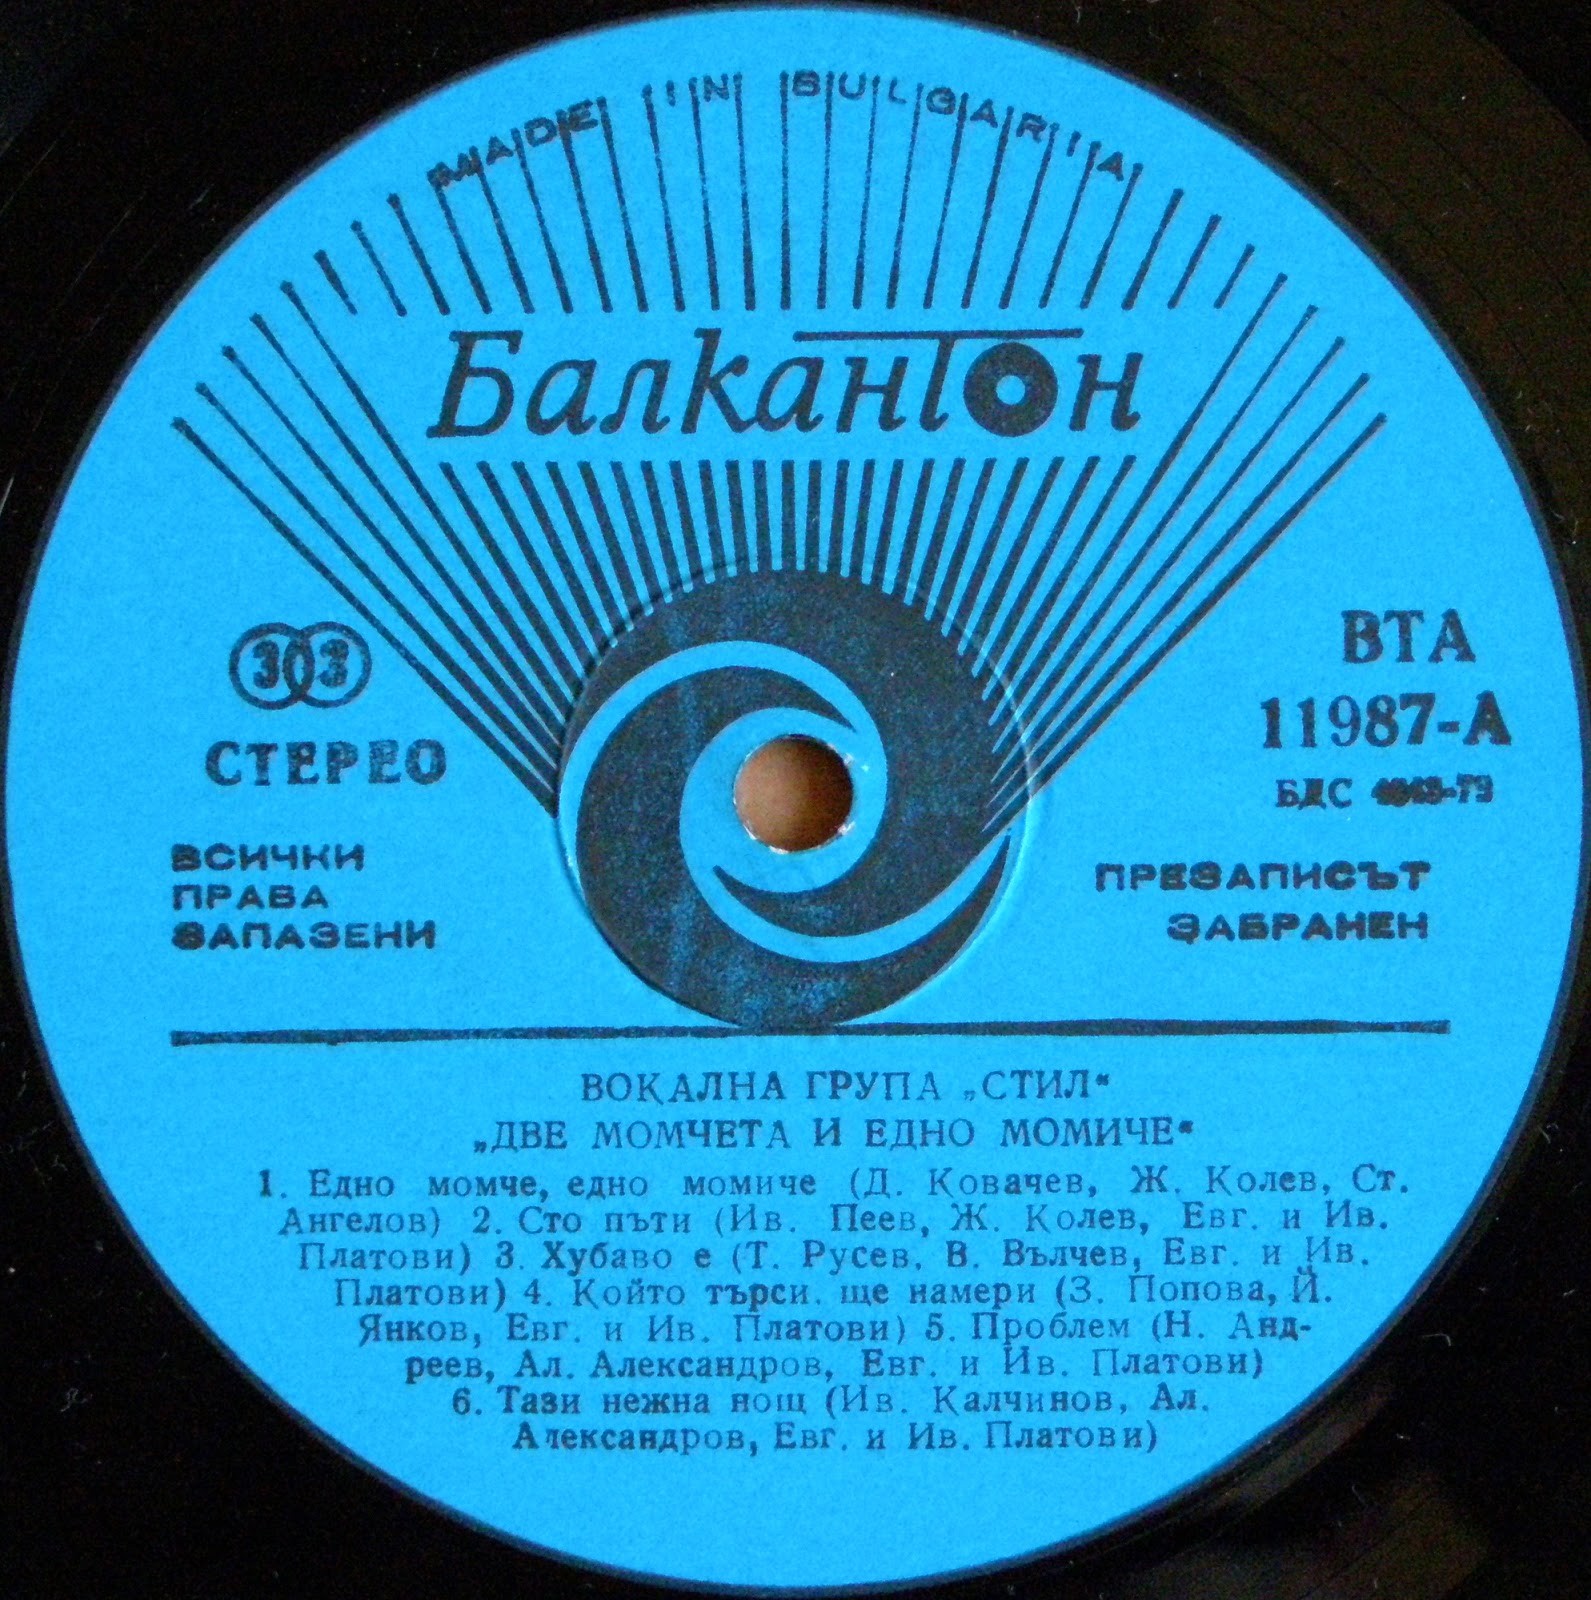 MADE IN BULGARIA
Балкантон
33
СТЕРЕО
ВСИЧКИ
ПРАВА
ЗАПАЗЕНИ
ВТА
11987-А
БДС
ПРЕЗАПИСЪТ
ЗАБРАНЕН
ВОКАЛНА ГРУПА „СТИЛ“
„ДВЕ МОМЧЕТА И ЕДНО МОМИЧЕ“
1. Едно момче, едно момиче (Д. Ковачев, Ж. Колев, Ст.
Ангелов) 2. Сто пъти (Ив. Пеев, Ж. Колев, Евг. и Ив.
Платови) 3. Хубаво е (Т. Русев, В. Вълчев, Евг. и Ив.
Платови) 4. Който търси, ще намери (З. Попова, Й.
Янков, Евг. и Ив. Платови) 5. Проблем (Н. Анд-
реев, Ал. Александров, Евг. и Ив. Платови)
6. Тази нежна нощ (Ив. Калчинов, Ал.
Александров, Евг. и Ив. Платови)